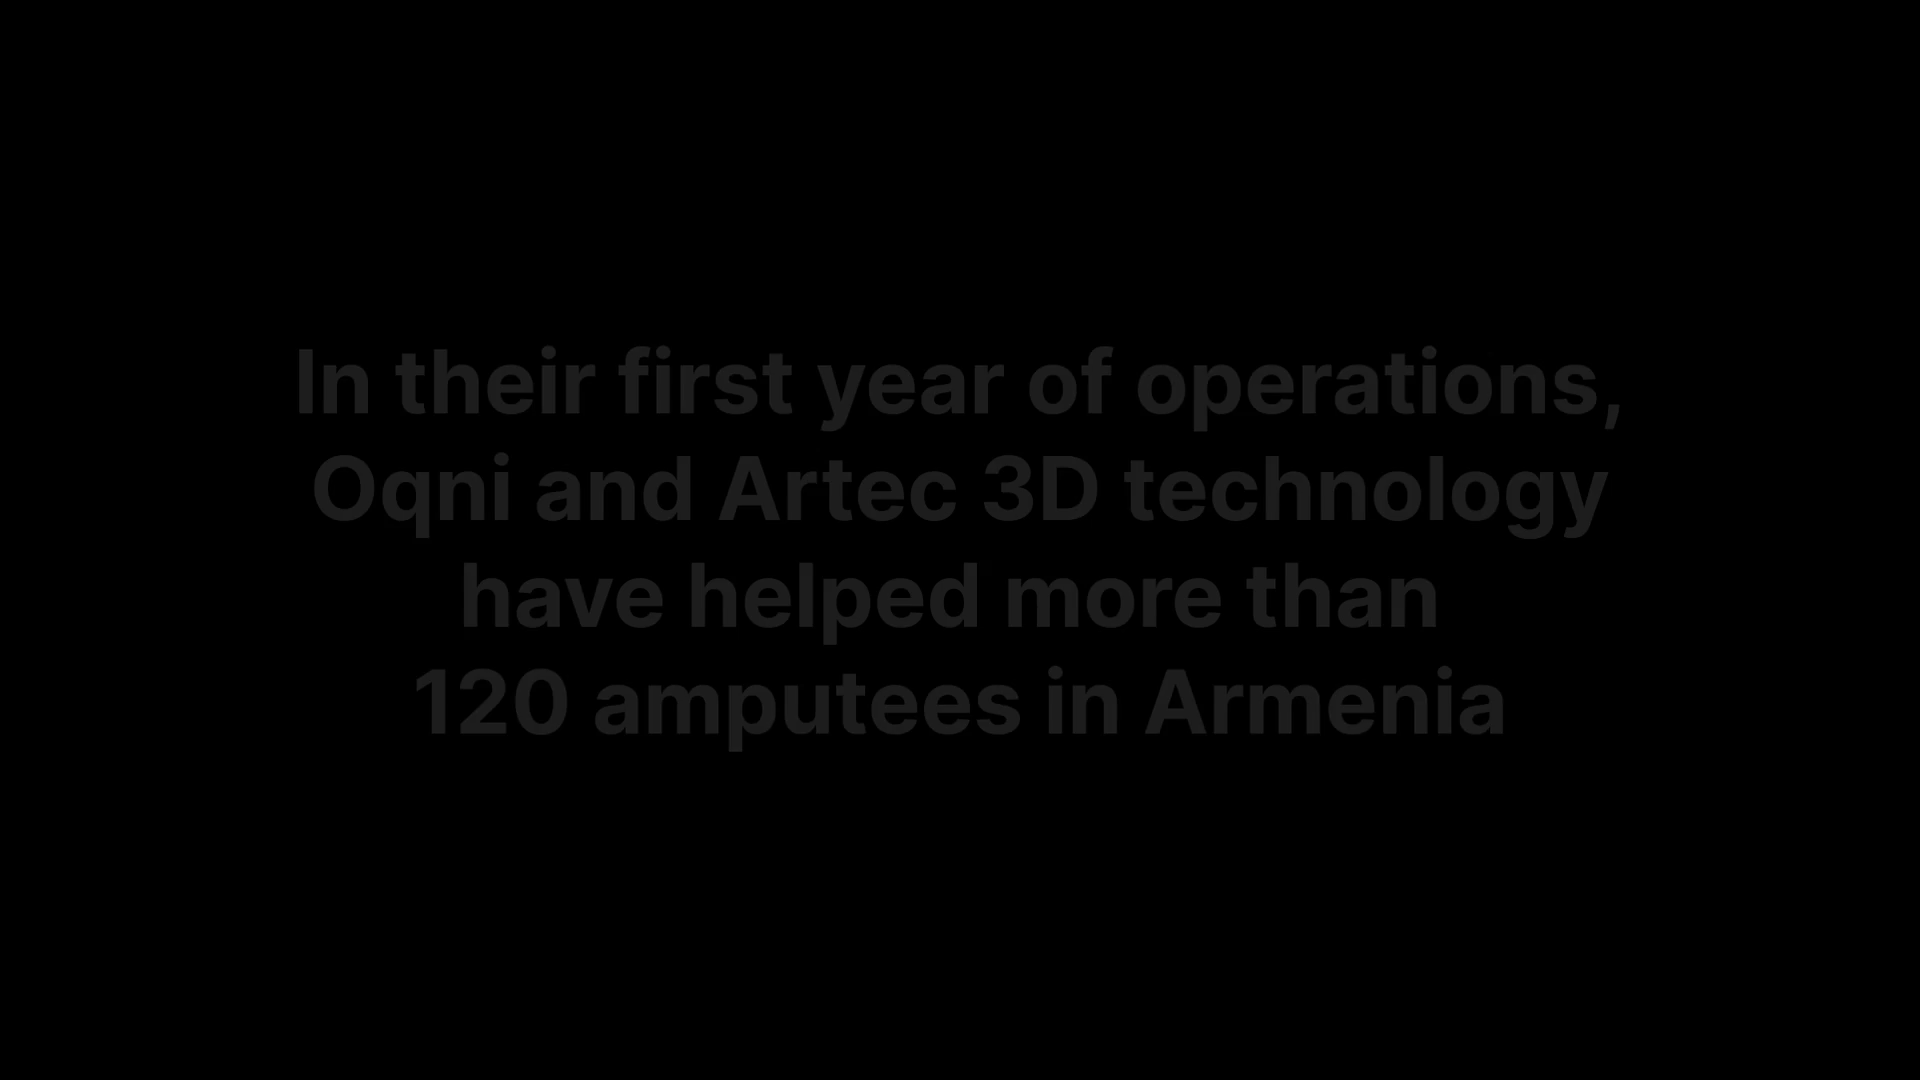 In their first year of operations,
Oqni and Artec 3D technology
have helped more than
120 amputees in Armenia